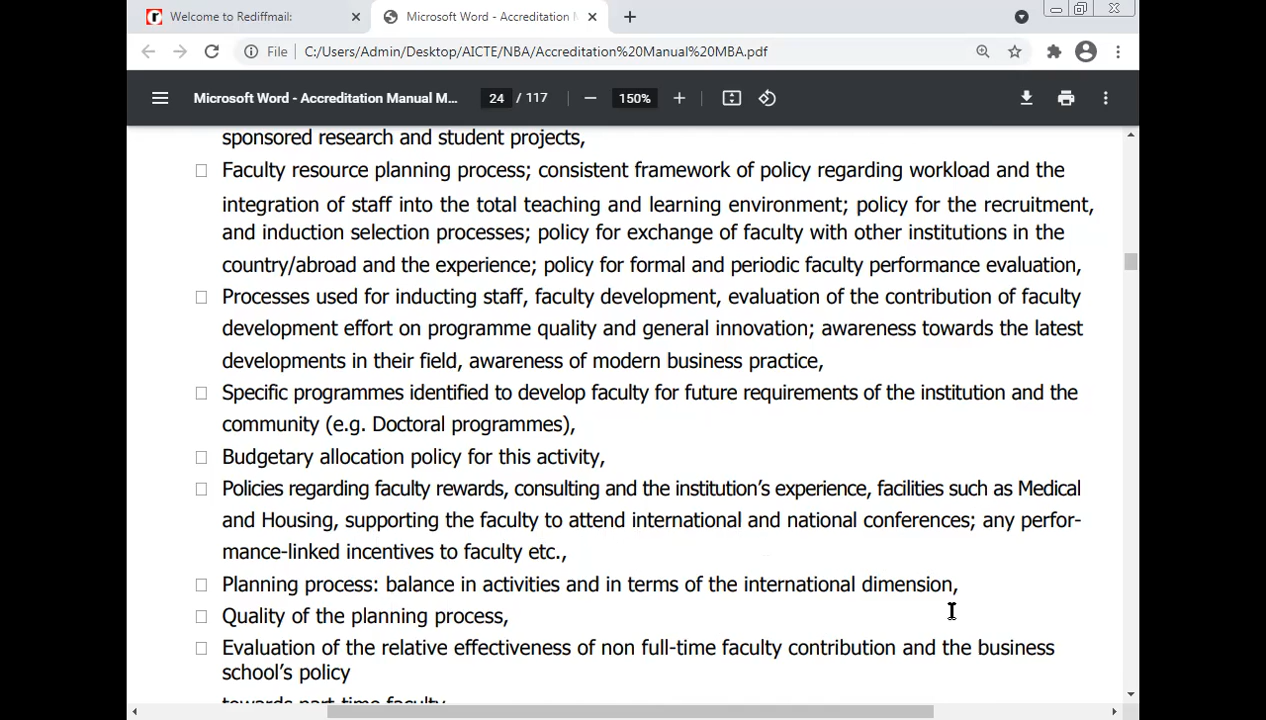 Welcome to Rediffmail:
Microsoft Word - Accreditation M
File
C:/Users/Admin/Desktop/AICTE/NBA/Accreditation%20Manual%20MBA.pdf
Microsoft Word - Accreditation Manual M...
24 / 117
150%
sponsored research and student projects,
Faculty resource planning process; consistent framework of policy regarding workload and the
integration of staff into the total teaching and learning environment; policy for the recruitment,
and induction selection processes; policy for exchange of faculty with other institutions in the
country/abroad and the experience; policy for formal and periodic faculty performance evaluation,
Processes used for inducting staff, faculty development, evaluation of the contribution of faculty
development effort on programme quality and general innovation; awareness towards the latest
developments in their field, awareness of modern business practice,
Specific programmes identified to develop faculty for future requirements of the institution and the
community (e.g. Doctoral programmes),
Budgetary allocation policy for this activity,
Policies regarding faculty rewards, consulting and the institution’s experience, facilities such as Medical
and Housing, supporting the faculty to attend international and national conferences; any perfor-
mance-linked incentives to faculty etc.,
Planning process: balance in activities and in terms of the international dimension,
Quality of the planning process,
Evaluation of the relative effectiveness of non full-time faculty contribution and the business
school’s policy
towards part-time faculty